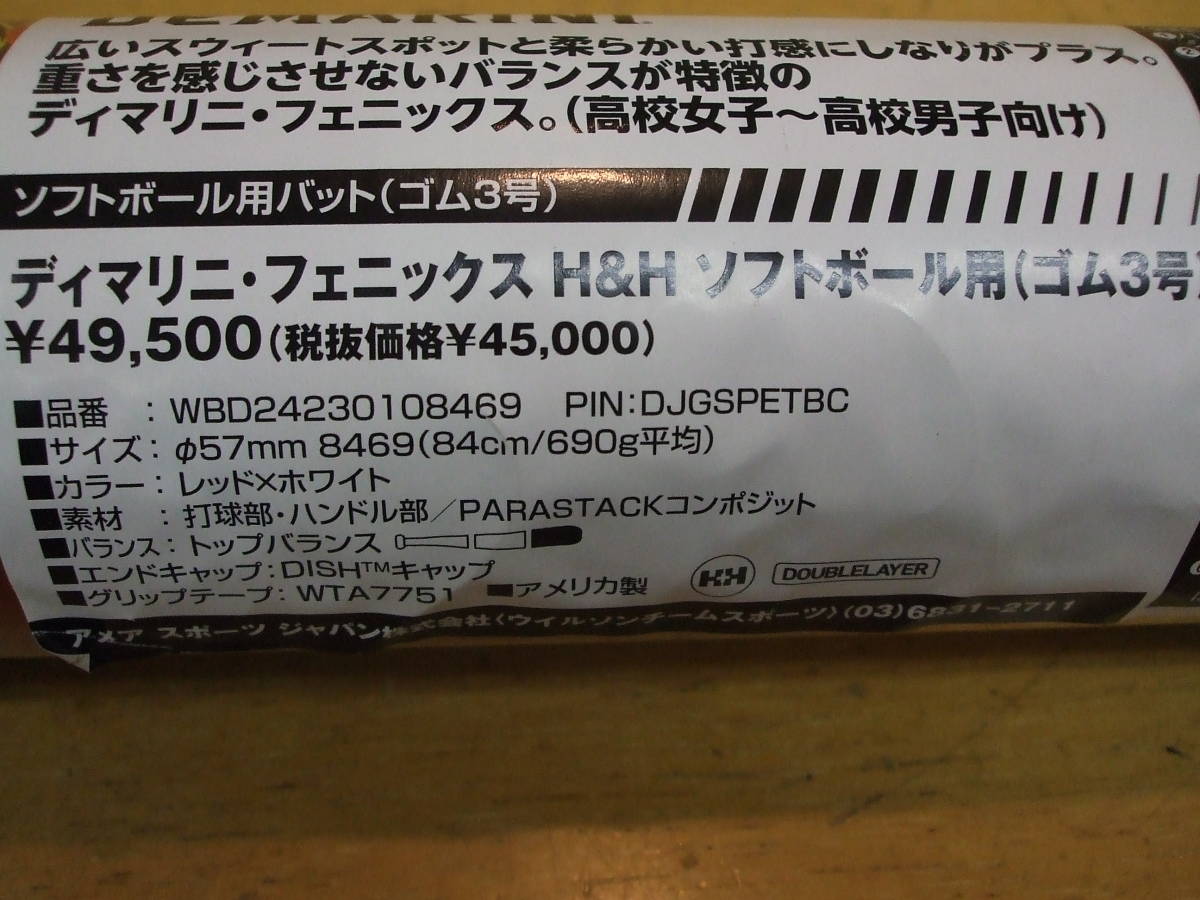 DEMARINI
広いスウィートスポットと柔らかい打感にしなりがプラス。
重さを感じさせないバランスが特徴の
ディマリニ・フェニックス。(高校女子～高校男子向け)
ソフトボール用バット(ゴム3号)
ディマリニ・フェニックス H&H ソフトボール用(ゴム3号)
¥49,500(税抜価格¥45,000)
■品番 : WBD24230108469 PIN:DJGSPETBC
■サイズ: φ57mm 8469(84cm/690g平均)
■カラー: レッド×ホワイト
■素材 : 打球部・ハンドル部/PARASTACKコンポジット
■バランス: トップバランス
■エンドキャップ:DISH™キャップ
■グリップテープ: WTA7751 ■アメリカ製
HH DOUBLELAYER
アメア スポーツ ジャパン株式会社〈ウイルソンチームスポーツ〉(03)6831-2711